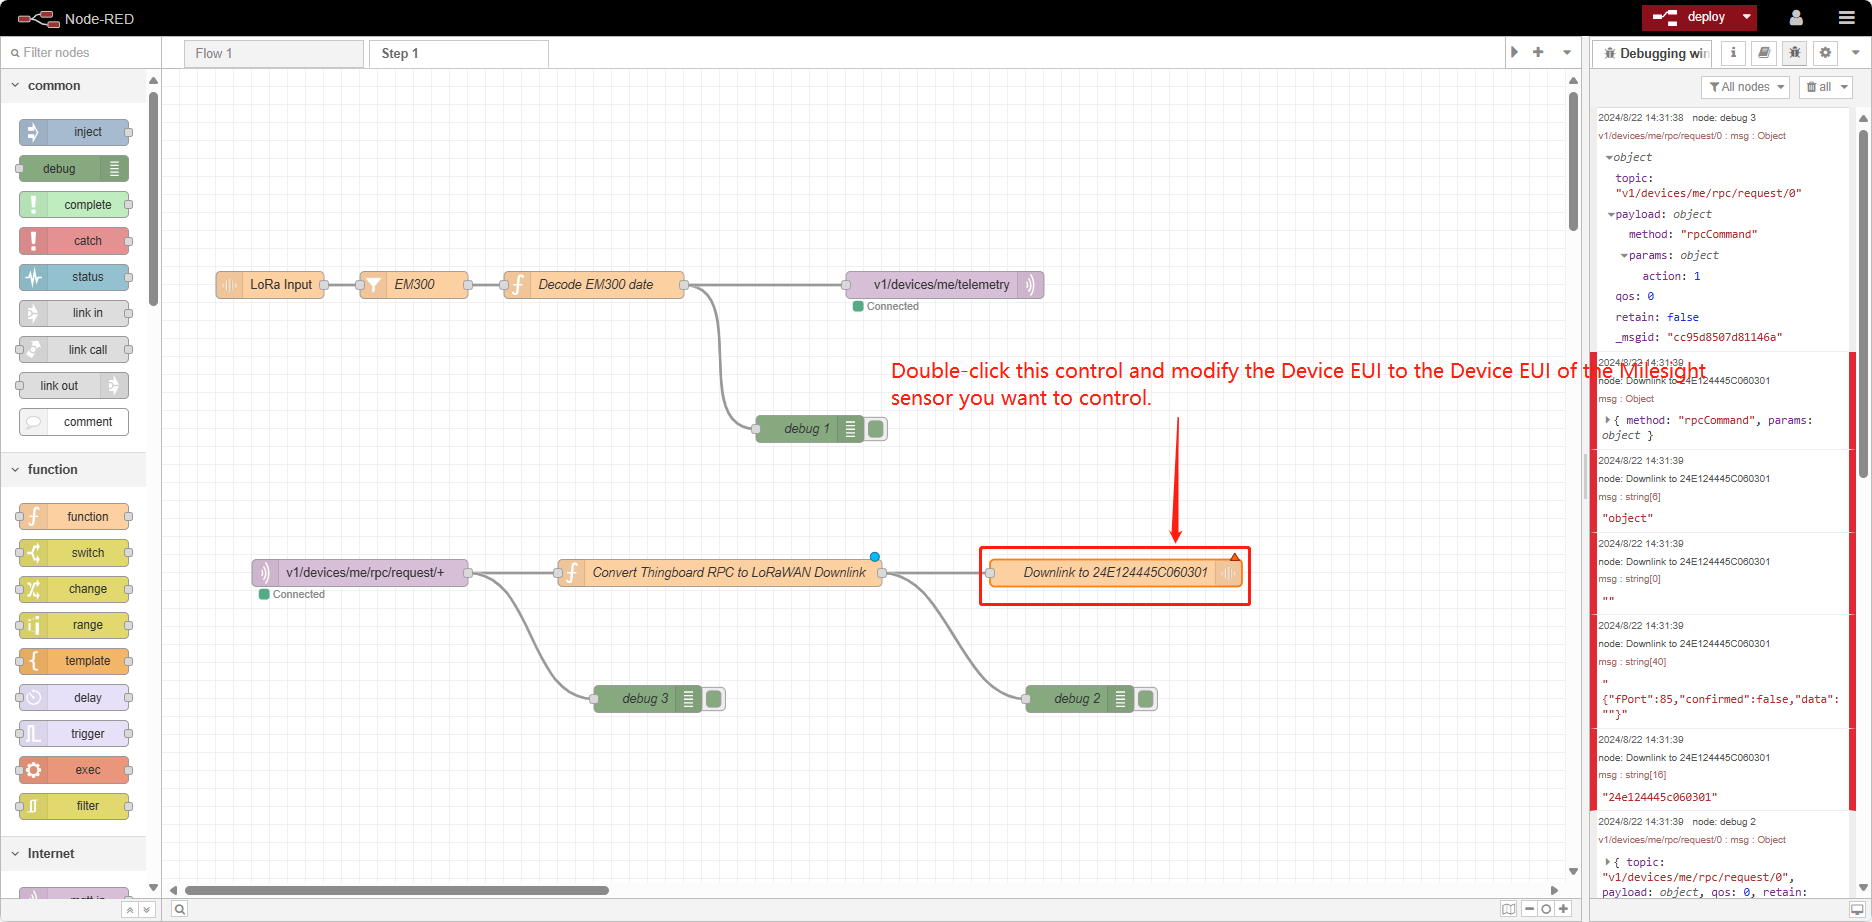 Node-RED
deploy
Filter nodes
Flow 1
Step 1
Debugging win
i
All nodes
all
common
inject
debug
complete
catch
status
link in
link call
link out
comment
function
function
switch
change
range
template
delay
trigger
exec
filter
Internet
LoRa Input
EM300
Decode EM300 date
v1/devices/me/telemetry
Connected
debug 1
Double-click this control and modify the Device EUI to the Device EUI of the Milesight
sensor you want to control.
v1/devices/me/rpc/request/+
Connected
Convert Thingboard RPC to LoRaWAN Downlink
Downlink to 24E124445C060301
debug 3
debug 2
2024/8/22 14:31:38 node: debug 3
v1/devices/me/rpc/request/0 : msg : Object
object
topic:
"v1/devices/me/rpc/request/0"
payload: object
method: "rpcCommand"
params: object
action: 1
qos: 0
retain: false
_msgid: "cc95d8507d81146a"
2024/8/22 14:31:39
node: Downlink to 24E124445C060301
msg : Object
{ method: "rpcCommand", params:
object }
2024/8/22 14:31:39
node: Downlink to 24E124445C060301
msg : string[6]
"object"
2024/8/22 14:31:39
node: Downlink to 24E124445C060301
msg : string[0]
""
2024/8/22 14:31:39
node: Downlink to 24E124445C060301
msg : string[40]
"
{"fPort":85,"confirmed":false,"data":
""}"
2024/8/22 14:31:39
node: Downlink to 24E124445C060301
msg : string[16]
"24e124445c060301"
2024/8/22 14:31:39 node: debug 2
v1/devices/me/rpc/request/0 : msg : Object
{ topic:
"v1/devices/me/rpc/request/0",
payload: object, qos: 0, retain: